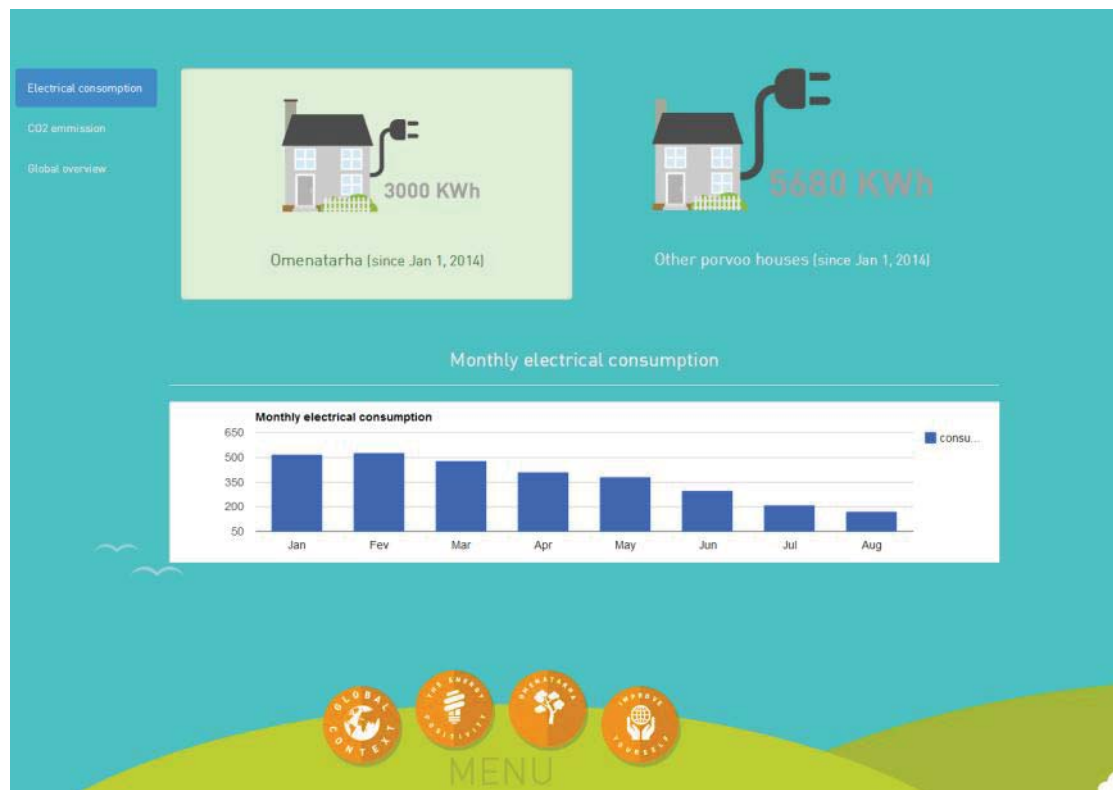 Electrical consomption
CO2 emmission
Global overview
3000 KWh
Omenatarha (since Jan 1, 2014)
5680 KWh
Other porvoo houses (since Jan 1, 2014)
Monthly electrical consumption
Monthly electrical consumption
650
500
350
200
50
Jan Fev Mar Apr May Jun Jul Aug
consu...
GLOBAL CONTEXT
THE ENERGY POSITIVITY
OMENATARHA
IMPROVE YOURSELF
MENU